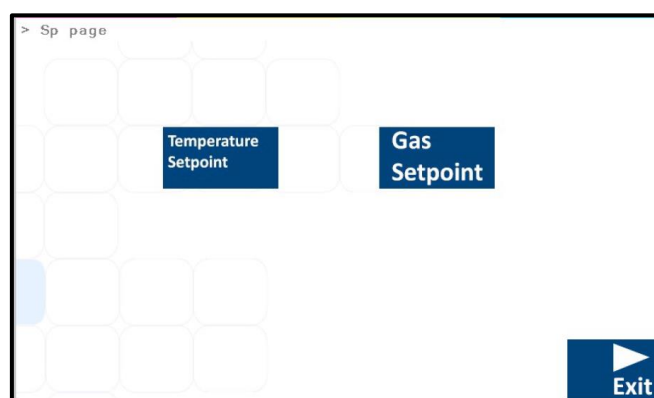 > Sp page
Temperature
Setpoint
Gas
Setpoint
Exit